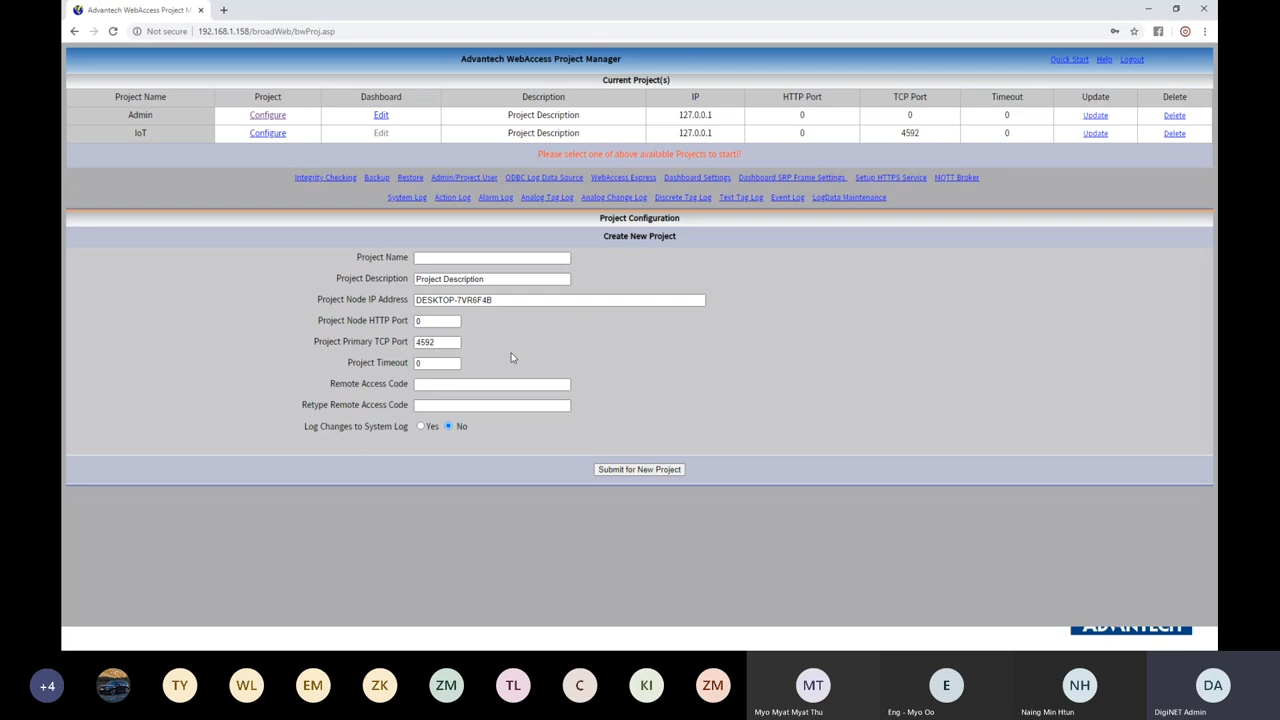 Advantech WebAccess Project M
Not secure 192.168.1.158/broadWeb/bwProj.asp
Advantech WebAccess Project Manager Quick Start Help Logout
Current Project(s)
Project Name Project Dashboard Description IP HTTP Port TCP Port Timeout Update Delete
Admin Configure Edit Project Description 127.0.0.1 0 0 0 Update Delete
IoT Configure Edit Project Description 127.0.0.1 0 4592 0 Update Delete
Please select one of above available Projects to start!!
Integrity Checking Backup Restore Admin/Project User ODBC Log Data Source WebAccess Express Dashboard Settings Dashboard SRP Frame Settings Setup HTTPS Service MQTT Broker
System Log Action Log Alarm Log Analog Tag Log Analog Change Log Discrete Tag Log Text Tag Log Event Log LogData Maintenance
Project Configuration
Create New Project
Project Name
Project Description Project Description
Project Node IP Address DESKTOP-7VR6F4B
Project Node HTTP Port 0
Project Primary TCP Port 4592
Project Timeout 0
Remote Access Code
Retype Remote Access Code
Log Changes to System Log Yes No
Submit for New Project
ADVANTECH
+4 TY WL EM ZK ZM TL C KI ZM MT E NH DA
Myo Myat Myat Thu Eng - Myo Oo Naing Min Htun DigiNET Admin